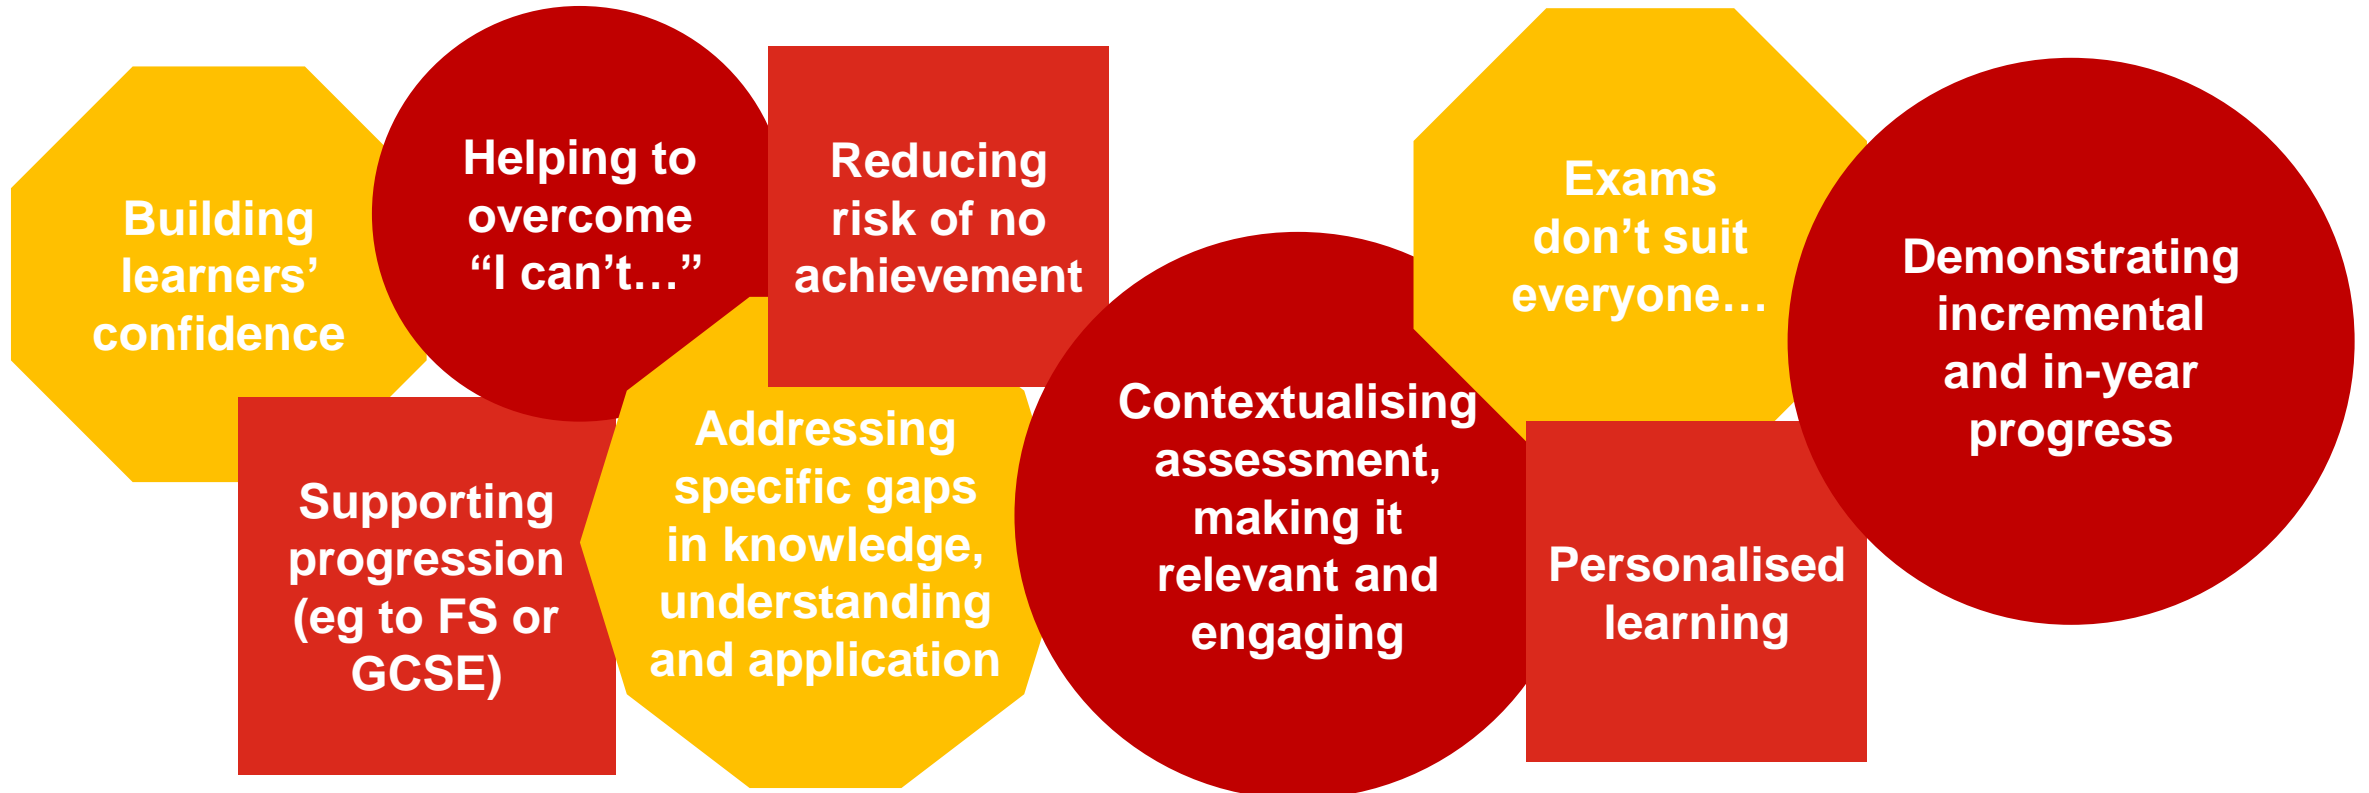 Building
learners’
confidence
Helping to
overcome
“I can’t…”
Reducing
risk of no
achievement
Supporting
progression
(eg to FS or
GCSE)
Addressing
specific gaps
in knowledge,
understanding
and application
Contextualising
assessment,
making it
relevant and
engaging
Exams
don’t suit
everyone…
Personalised
learning
Demonstrating
incremental
and in-year
progress